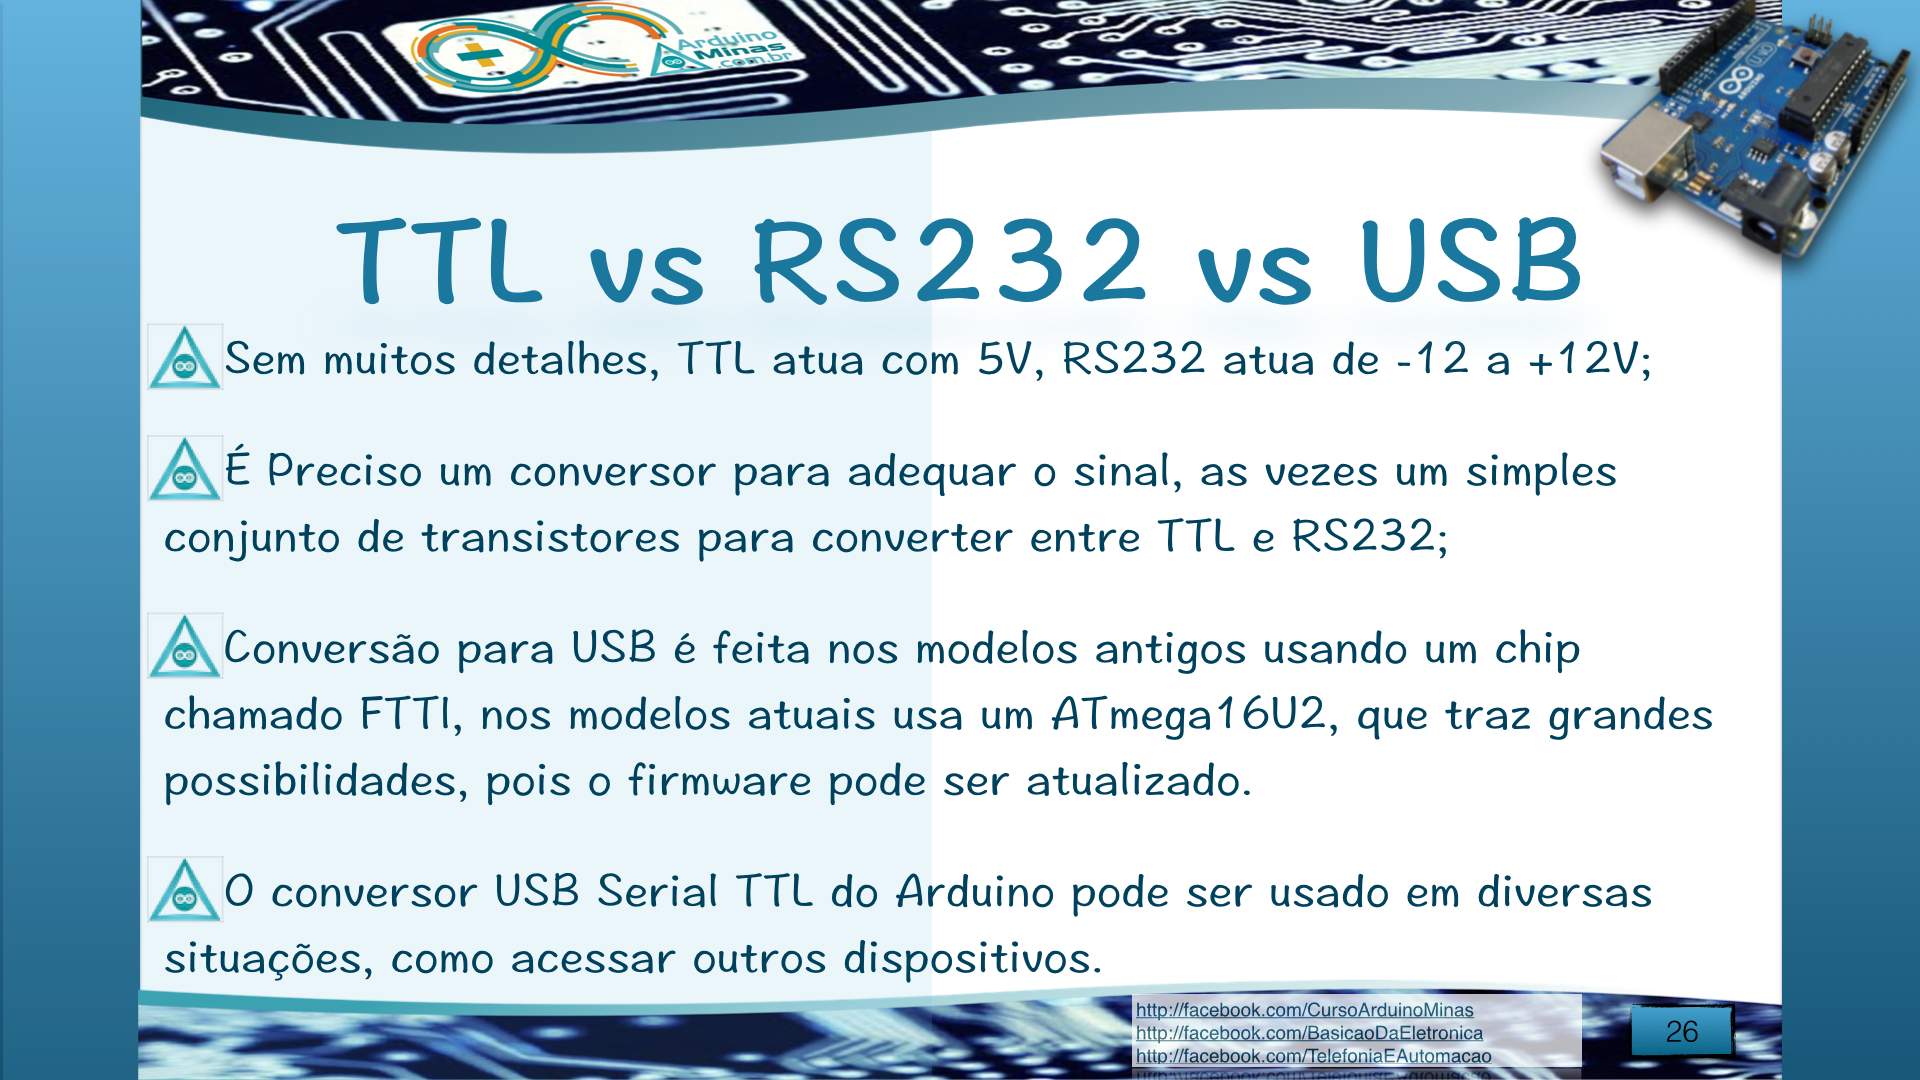 Arduino
Minas
.com.br
UNO
ARDUINO
TTL vs RS232 vs USB
Sem muitos detalhes, TTL atua com 5V, RS232 atua de -12 a +12V;
É Preciso um conversor para adequar o sinal, as vezes um simples
conjunto de transistores para converter entre TTL e RS232;
Conversão para USB é feita nos modelos antigos usando um chip
chamado FTTI, nos modelos atuais usa um ATmega16U2, que traz grandes
possibilidades, pois o firmware pode ser atualizado.
O conversor USB Serial TTL do Arduino pode ser usado em diversas
situações, como acessar outros dispositivos.
http://facebook.com/CursoArduinoMinas
http://facebook.com/BasicaoDaEletronica
http://facebook.com/TelefoniaEAutomacao
26